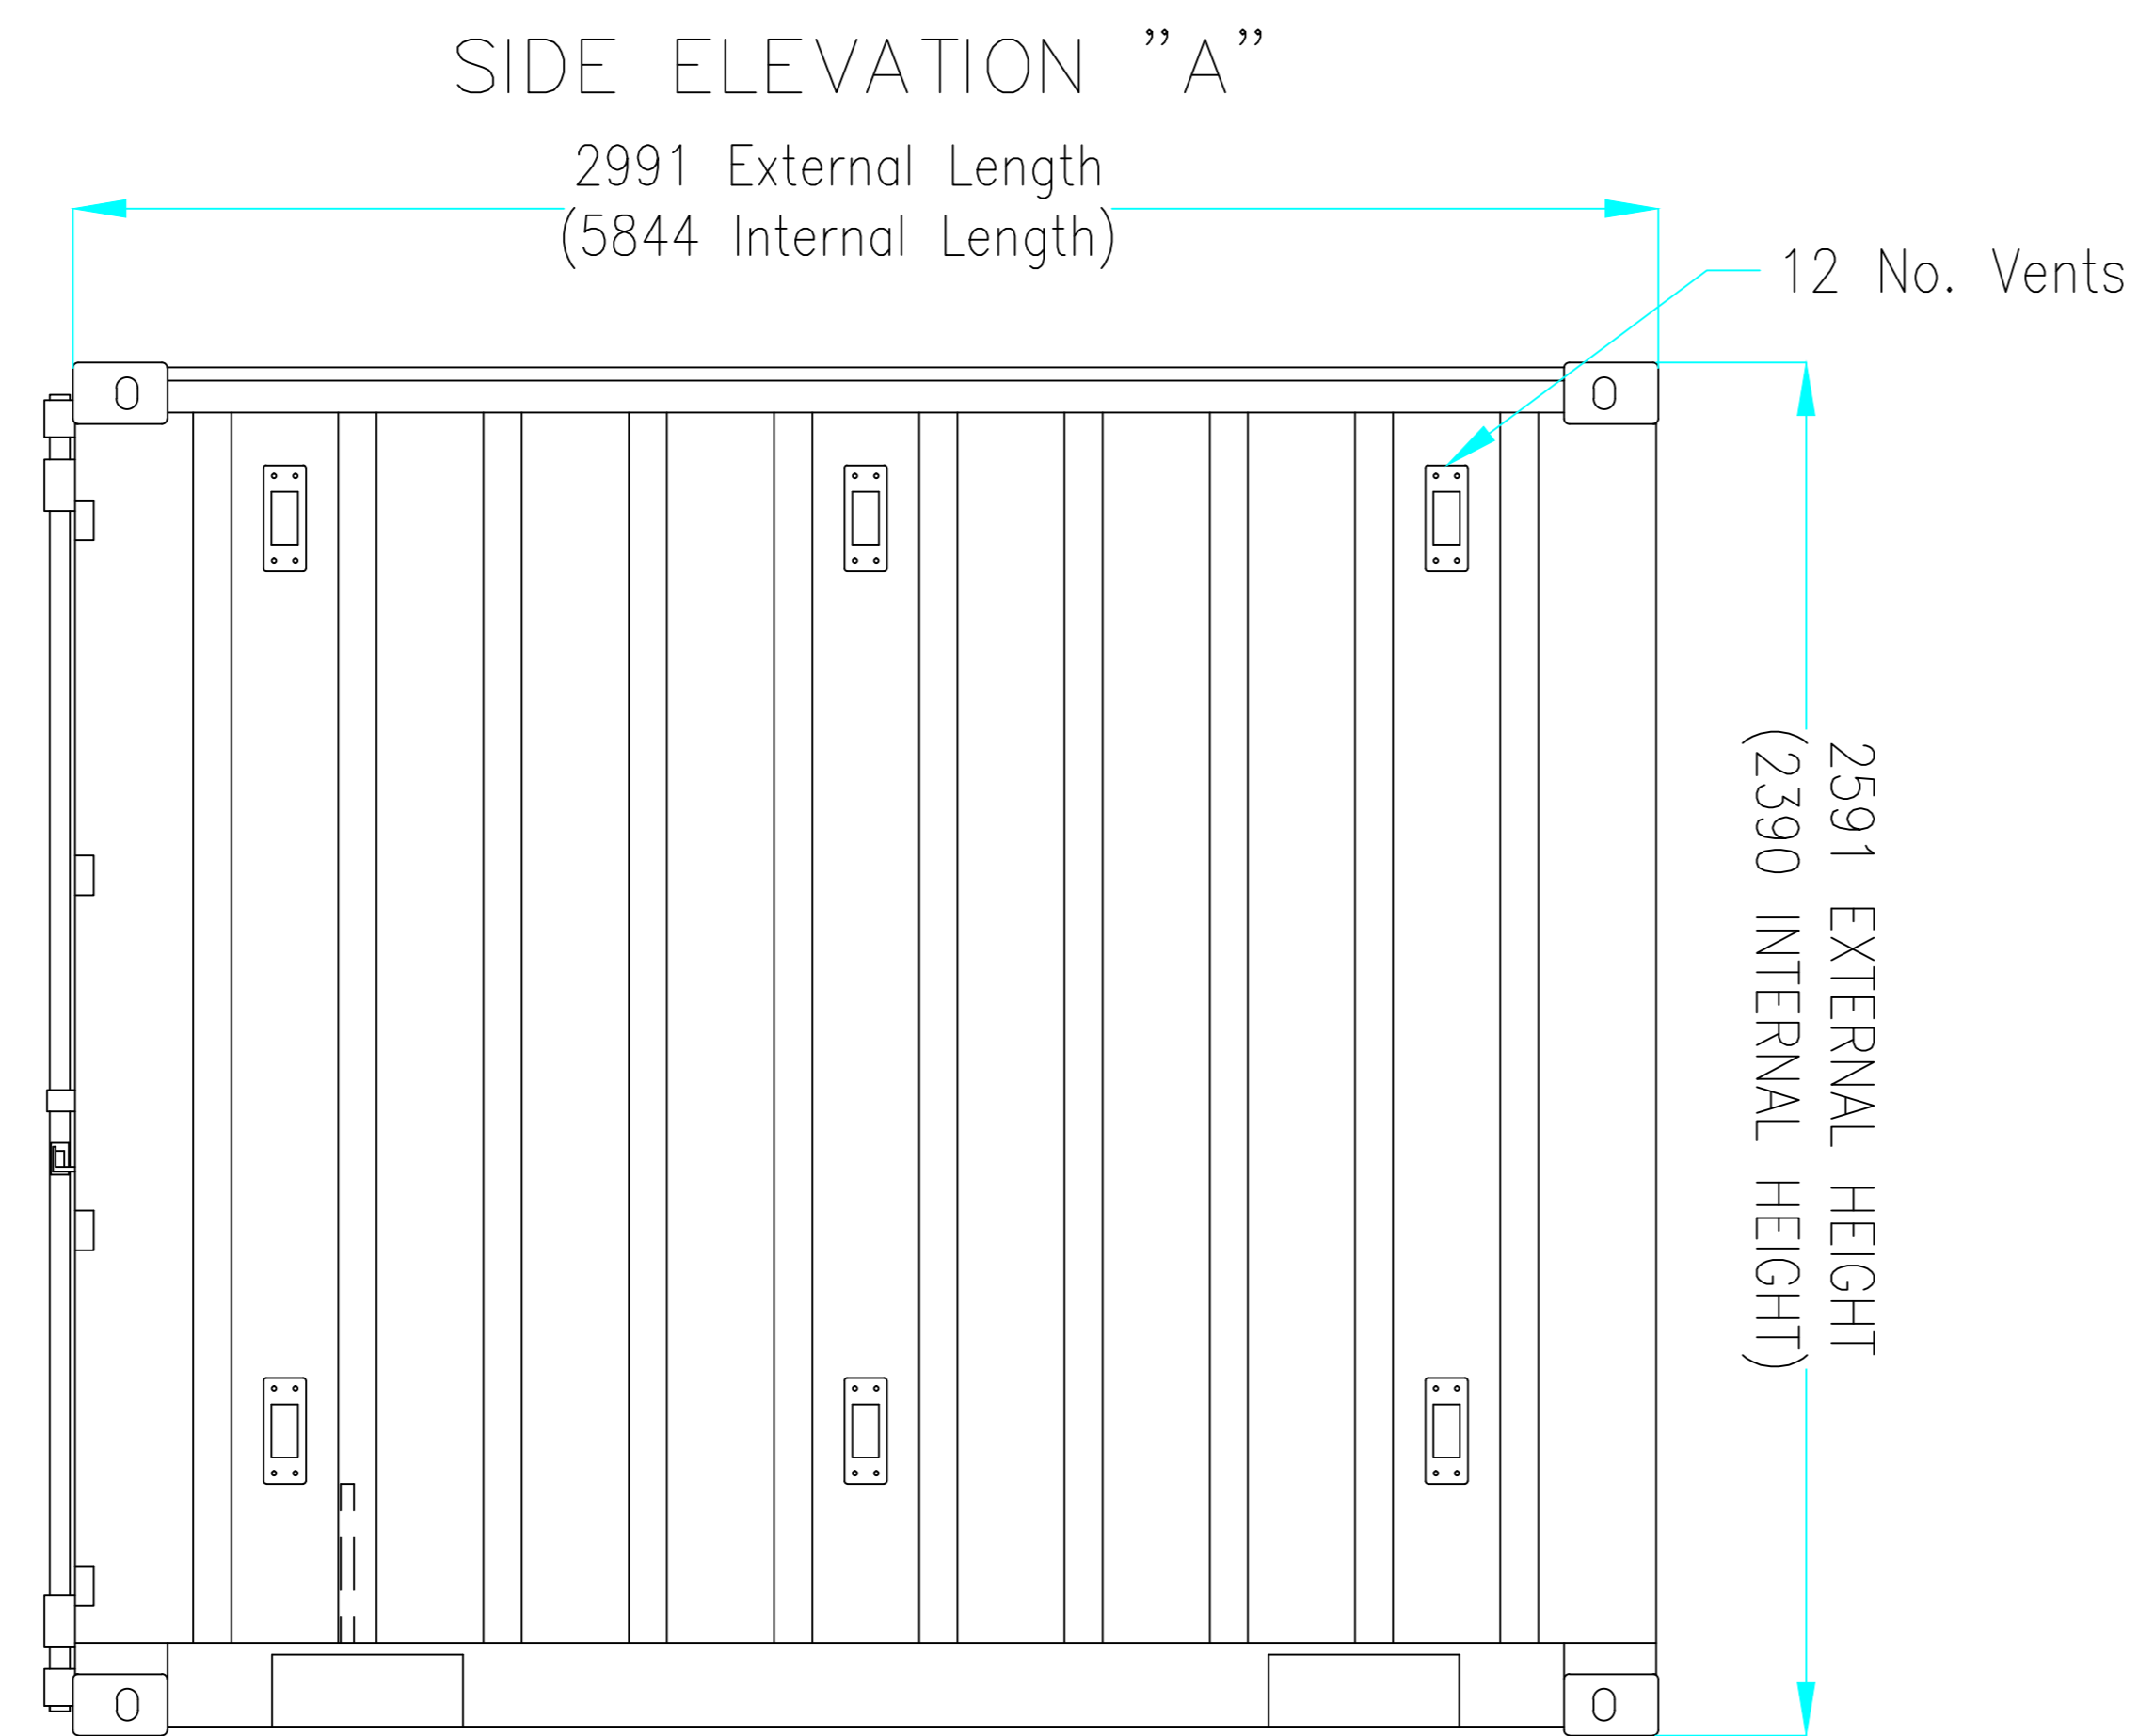 SIDE ELEVATION "A"
2991 External Length
(5844 Internal Length)
12 No. Vents
2591 EXTERNAL HEIGHT
(2390 INTERNAL HEIGHT)